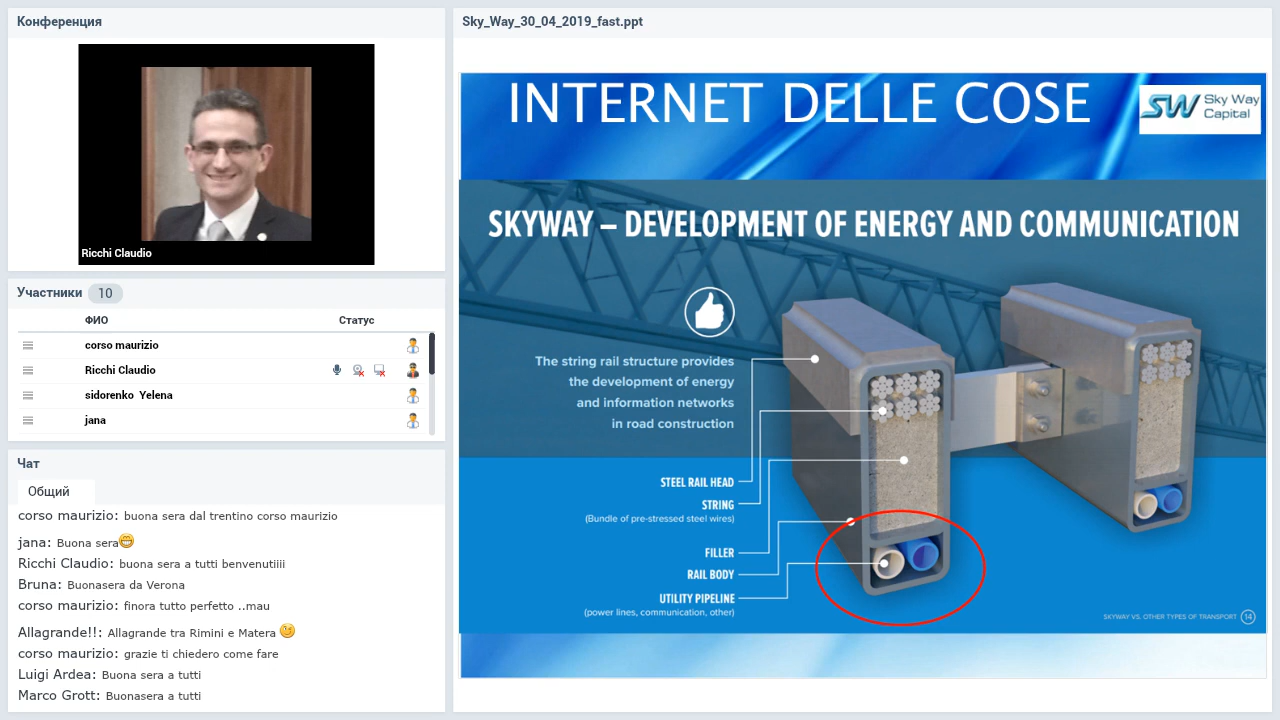 Конференция
Ricchi Claudio
Участники 10
ФИО Статус
corso maurizio
Ricchi Claudio
sidorenko Yelena
jana
Чат
Общий
corso maurizio: buona sera dal trentino corso maurizio
jana: Buona sera
Ricchi Claudio: buona sera a tutti benvenutiiii
Bruna: Buonasera da Verona
corso maurizio: finora tutto perfetto ..mau
Allagrande!!: Allagrande tra Rimini e Matera
corso maurizio: grazie ti chiedero come fare
Luigi Ardea: Buona sera a tutti
Marco Grott: Buonasera a tutti
Sky_Way_30_04_2019_fast.ppt
INTERNET DELLE COSE
SW Sky Way
Capital
SKYWAY – DEVELOPMENT OF ENERGY AND COMMUNICATION
The string rail structure provides
the development of energy
and information networks
in road construction
STEEL RAIL HEAD
STRING
(Bundle of pre-stressed steel wires)
FILLER
RAIL BODY
UTILITY PIPELINE
(power lines, communication, other)
SKYWAY VS. OTHER TYPES OF TRANSPORT 14